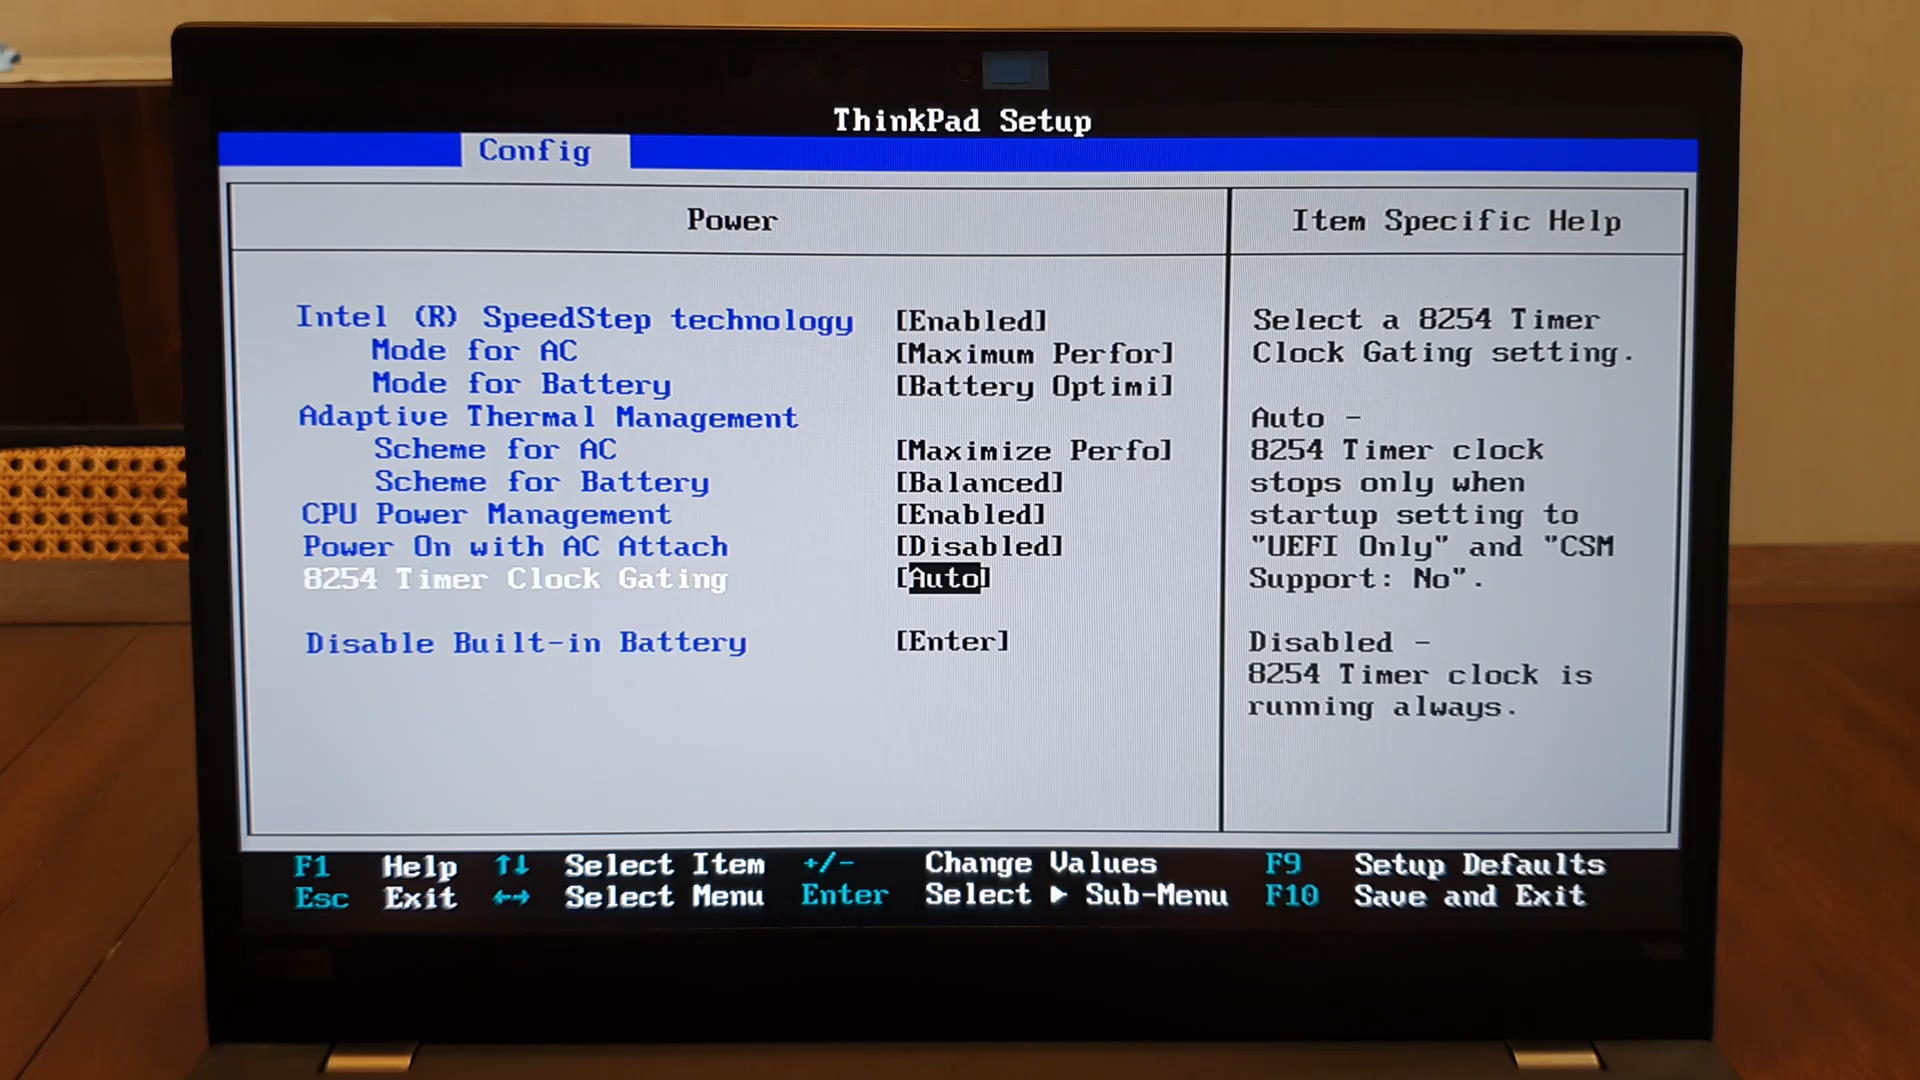 ThinkPad Setup
Config
Power
Item Specific Help
Intel (R) SpeedStep technology [Enabled]
Mode for AC [Maximum Perfor]
Mode for Battery [Battery Optimi]
Adaptive Thermal Management
Scheme for AC [Maximize Perfo]
Scheme for Battery [Balanced]
CPU Power Management [Enabled]
Power On with AC Attach [Disabled]
8254 Timer Clock Gating [Auto]
Disable Built-in Battery [Enter]
Select a 8254 Timer
Clock Gating setting.
Auto -
8254 Timer clock
stops only when
startup setting to
"UEFI Only" and "CSM
Support: No".
Disabled -
8254 Timer clock is
running always.
F1 Help ↑↓ Select Item +/- Change Values F9 Setup Defaults
Esc Exit ←→ Select Menu Enter Select ▶ Sub-Menu F10 Save and Exit